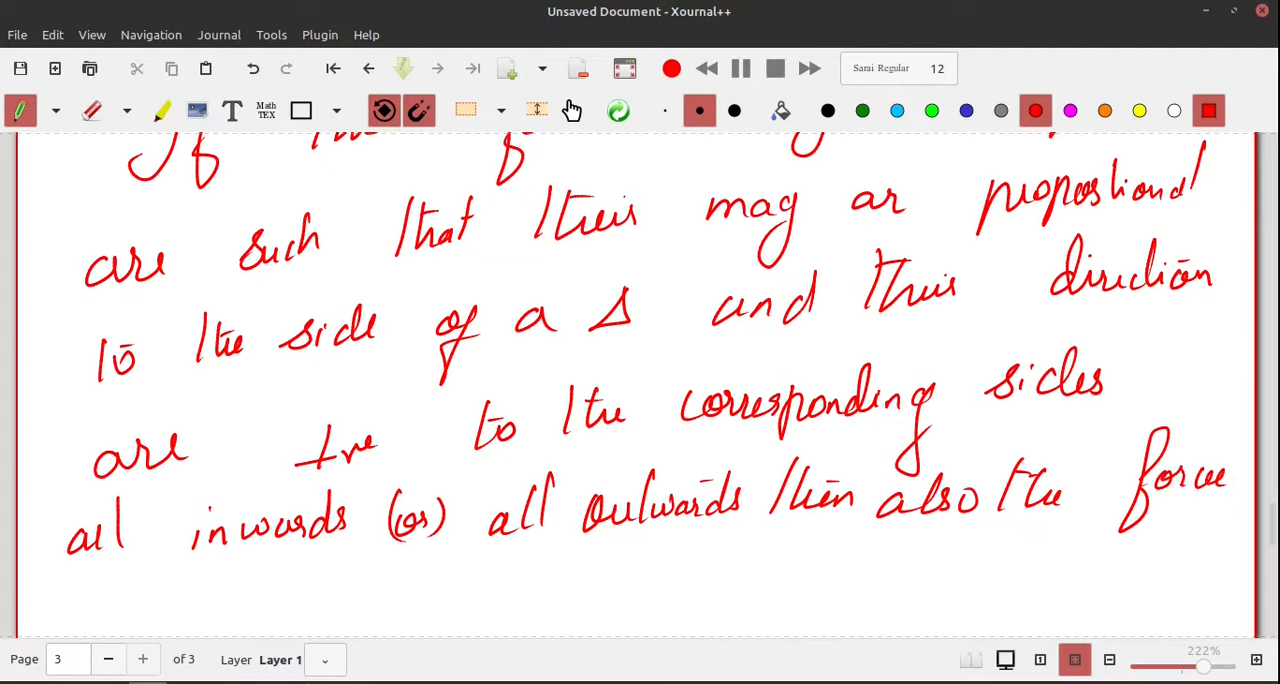 Unsaved Document - Xournal++
File Edit View Navigation Journal Tools Plugin Help
Sans Regular 12
T Math TEX
If
are such that their mag ar proportional
to the side of a Δ and their direction
are ⊥re to the corresponding sides
all inwards (or) all outwards then also the force
Page 3 of 3 Layer Layer 1 222%